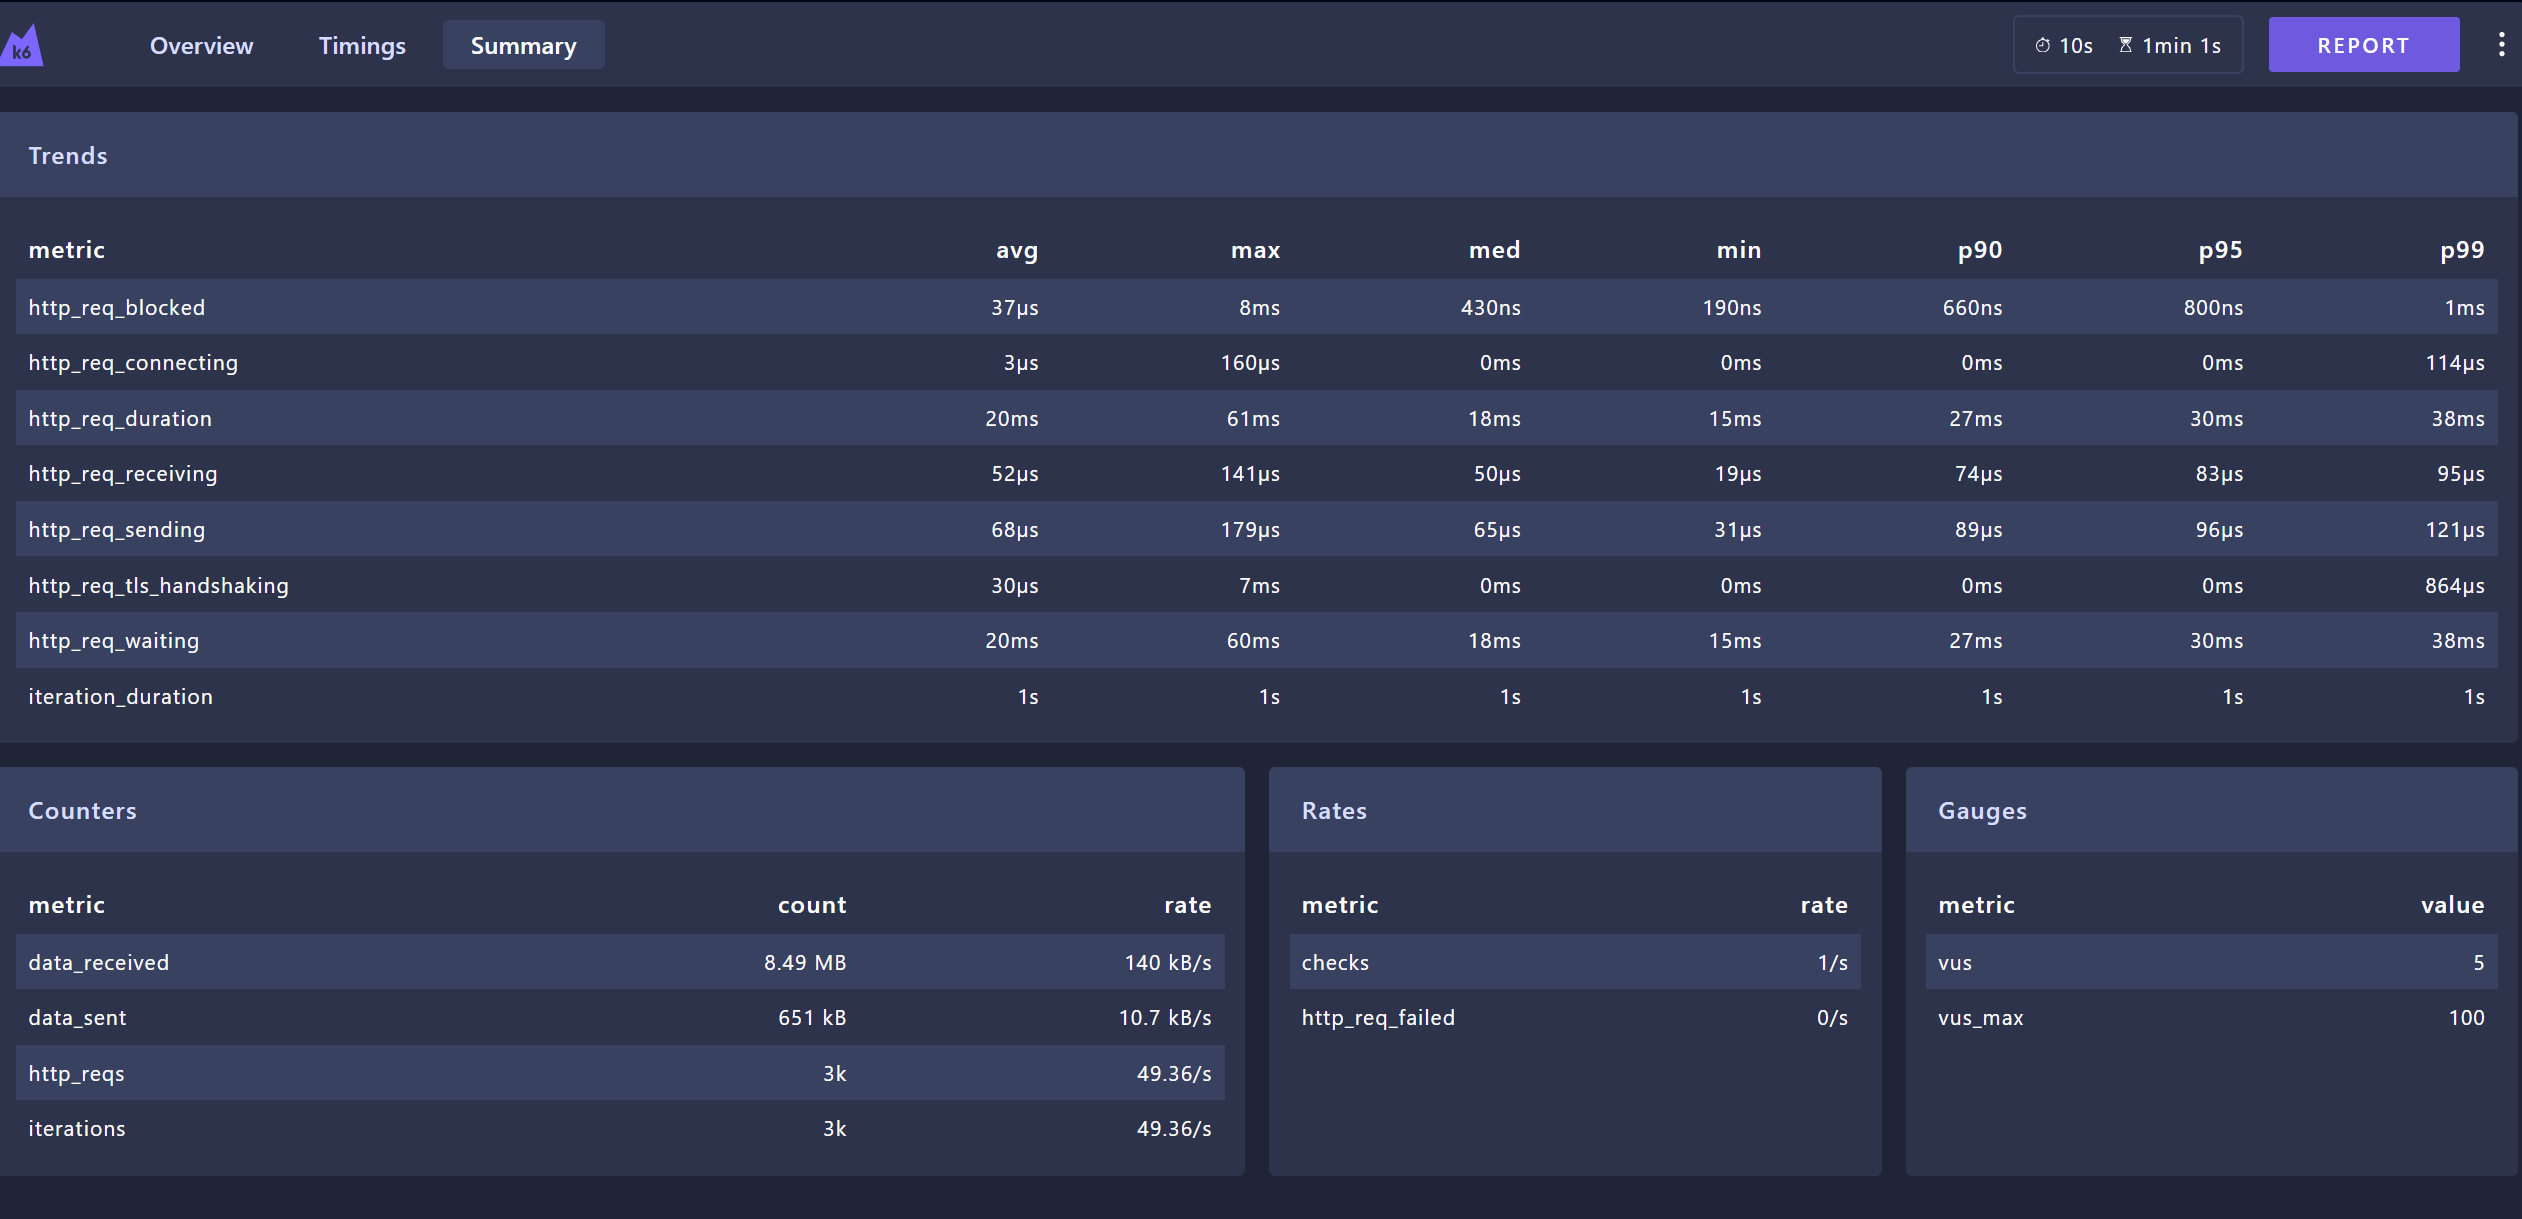 k6 Overview Timings Summary 10s 1min 1s REPORT
Trends
metric avg max med min p90 p95 p99
http_req_blocked 37μs 8ms 430ns 190ns 660ns 800ns 1ms
http_req_connecting 3μs 160μs 0ms 0ms 0ms 0ms 114μs
http_req_duration 20ms 61ms 18ms 15ms 27ms 30ms 38ms
http_req_receiving 52μs 141μs 50μs 19μs 74μs 83μs 95μs
http_req_sending 68μs 179μs 65μs 31μs 89μs 96μs 121μs
http_req_tls_handshaking 30μs 7ms 0ms 0ms 0ms 0ms 864μs
http_req_waiting 20ms 60ms 18ms 15ms 27ms 30ms 38ms
iteration_duration 1s 1s 1s 1s 1s 1s 1s
Counters
metric count rate
data_received 8.49 MB 140 kB/s
data_sent 651 kB 10.7 kB/s
http_reqs 3k 49.36/s
iterations 3k 49.36/s
Rates
metric rate
checks 1/s
http_req_failed 0/s
Gauges
metric value
vus 5
vus_max 100